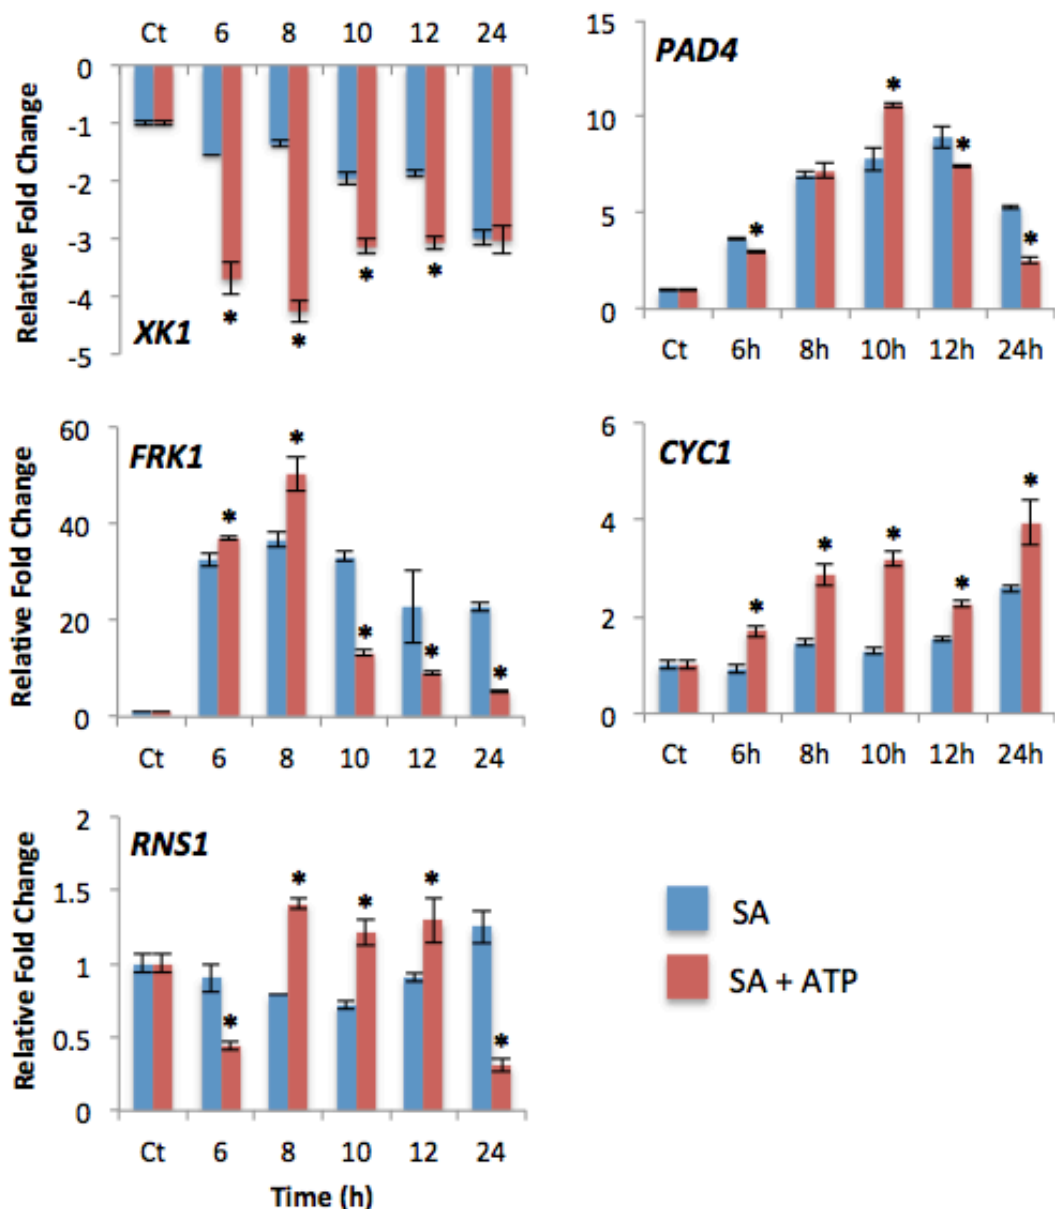 Ct 6 8 10 12 24
0
-1
-2
-3
-4
-5
Relative Fold Change
XK1
* * * *
15
10
5
0
PAD4
* * * *
Ct 6h 8h 10h 12h 24h
60
40
20
0
Relative Fold Change
FRK1
* * * * *
Ct 6 8 10 12 24
6
4
2
0
CYC1
* * * * *
Ct 6h 8h 10h 12h 24h
2
1.5
1
0.5
0
Relative Fold Change
RNS1
* * * * *
Ct 6 8 10 12 24
Time (h)
SA
SA + ATP